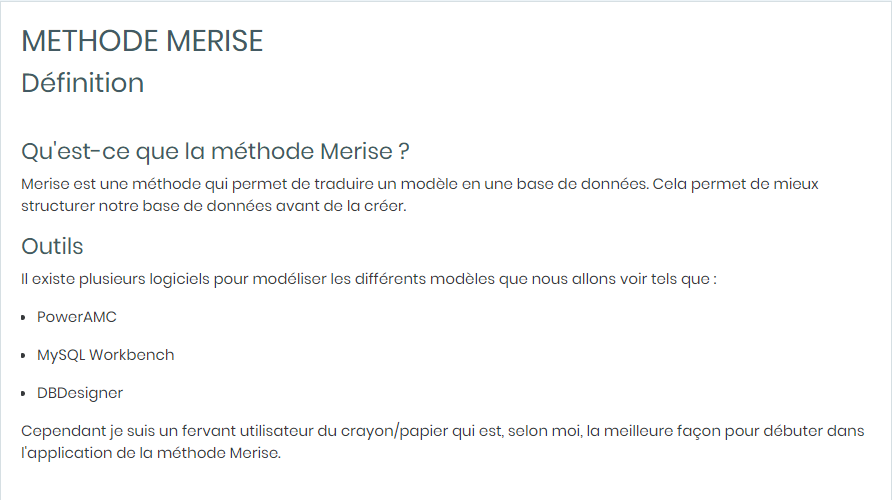 METHODE MERISE
Définition
Qu'est-ce que la méthode Merise ?
Merise est une méthode qui permet de traduire un modèle en une base de données. Cela permet de mieux
structurer notre base de données avant de la créer.
Outils
Il existe plusieurs logiciels pour modéliser les différents modèles que nous allons voir tels que :
• PowerAMC
• MySQL Workbench
• DBDesigner
Cependant je suis un fervant utilisateur du crayon/papier qui est, selon moi, la meilleure façon pour débuter dans
l'application de la méthode Merise.